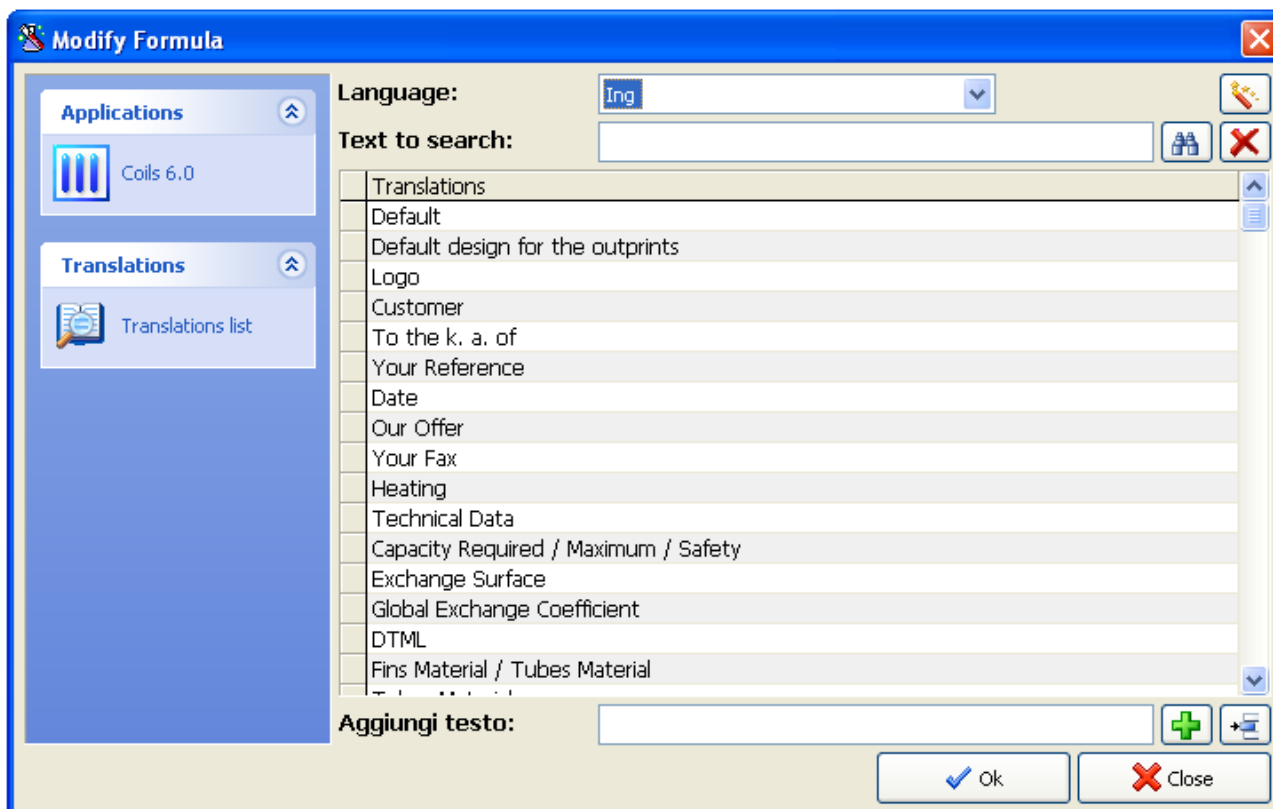 Modify Formula
Applications
Coils 6.0
Translations
Translations list
Language:
Ing
Text to search:
Translations
Default
Default design for the outprints
Logo
Customer
To the k. a. of
Your Reference
Date
Our Offer
Your Fax
Heating
Technical Data
Capacity Required / Maximum / Safety
Exchange Surface
Global Exchange Coefficient
DTML
Fins Material / Tubes Material
Aggiungi testo:
Ok
Close